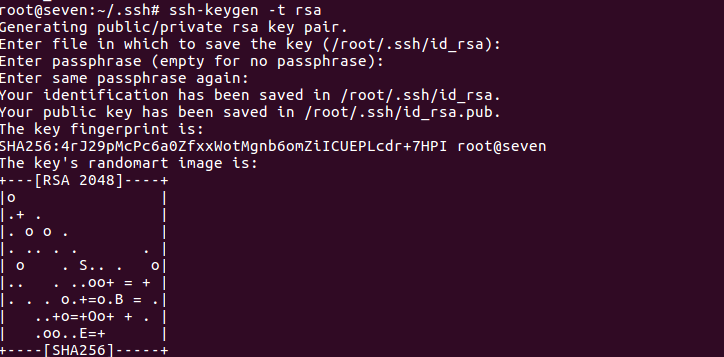 root@seven:~/.ssh# ssh-keygen -t rsa
Generating public/private rsa key pair.
Enter file in which to save the key (/root/.ssh/id_rsa):
Enter passphrase (empty for no passphrase):
Enter same passphrase again:
Your identification has been saved in /root/.ssh/id_rsa.
Your public key has been saved in /root/.ssh/id_rsa.pub.
The key fingerprint is:
SHA256:4rJ29pMcPc6a0ZfxxWotMgnb6omZiICUEPLcdr+7HPI root@seven
The key's randomart image is:
+---[RSA 2048]----+
|o                |
|.+ .             |
|. o o .          |
|. .. . .       . |
| o    . S.. .   o|
|..   . ..oo+ = + |
|. . . o.+=o.B = .|
|   ..+o=+Oo+ + . |
|   .oo..E=+      |
+----[SHA256]-----+